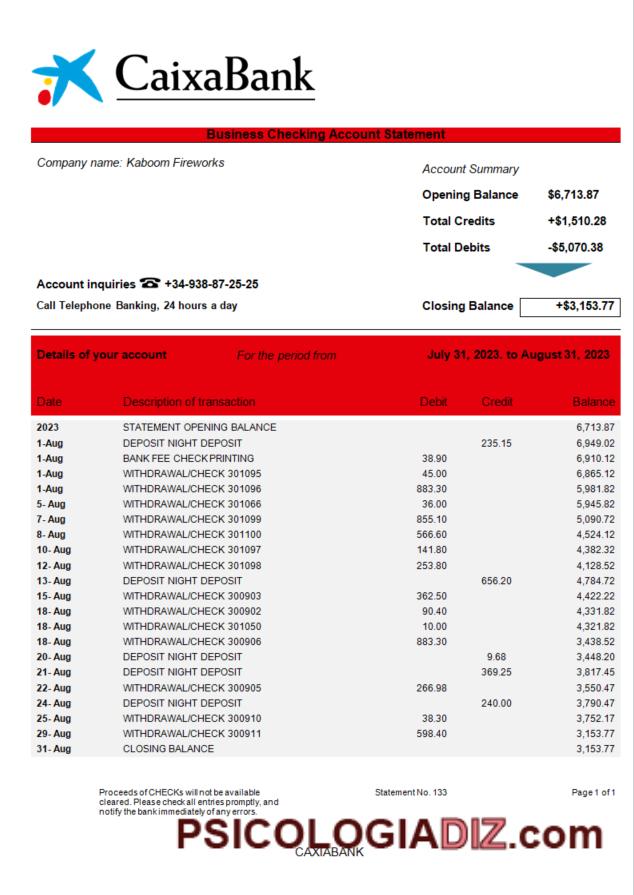 CaixaBank
Business Checking Account Statement
Company name: Kaboom Fireworks
Account Summary
Opening Balance $6,713.87
Total Credits +$1,510.28
Total Debits -$5,070.38
Account inquiries ☎ +34-938-87-25-25
Call Telephone Banking, 24 hours a day
Closing Balance +$3,153.77
Details of your account For the period from July 31, 2023. to August 31, 2023
Date Description of transaction Debit Credit Balance
2023 STATEMENT OPENING BALANCE 6,713.87
1-Aug DEPOSIT NIGHT DEPOSIT 235.15 6,949.02
1-Aug BANK FEE CHECK PRINTING 38.90 6,910.12
1-Aug WITHDRAWAL/CHECK 301095 45.00 6,865.12
1-Aug WITHDRAWAL/CHECK 301096 883.30 5,981.82
5- Aug WITHDRAWAL/CHECK 301066 36.00 5,945.82
7- Aug WITHDRAWAL/CHECK 301099 855.10 5,090.72
8- Aug WITHDRAWAL/CHECK 301100 566.60 4,524.12
10- Aug WITHDRAWAL/CHECK 301097 141.80 4,382.32
12- Aug WITHDRAWAL/CHECK 301098 253.80 4,128.52
13- Aug DEPOSIT NIGHT DEPOSIT 656.20 4,784.72
15- Aug WITHDRAWAL/CHECK 300903 362.50 4,422.22
18- Aug WITHDRAWAL/CHECK 300902 90.40 4,331.82
18- Aug WITHDRAWAL/CHECK 301050 10.00 4,321.82
18- Aug WITHDRAWAL/CHECK 300906 883.30 3,438.52
20- Aug DEPOSIT NIGHT DEPOSIT 9.68 3,448.20
21- Aug DEPOSIT NIGHT DEPOSIT 369.25 3,817.45
22- Aug WITHDRAWAL/CHECK 300905 266.98 3,550.47
24- Aug DEPOSIT NIGHT DEPOSIT 240.00 3,790.47
25- Aug WITHDRAWAL/CHECK 300910 38.30 3,752.17
29- Aug WITHDRAWAL/CHECK 300911 598.40 3,153.77
31- Aug CLOSING BALANCE 3,153.77
Proceeds of CHECKs will not be available
cleared. Please check all entries promptly, and
notify the bank immediately of any errors.
Statement No. 133
Page 1 of 1
PSICOLOGIADIZ.com
CAXIABANK